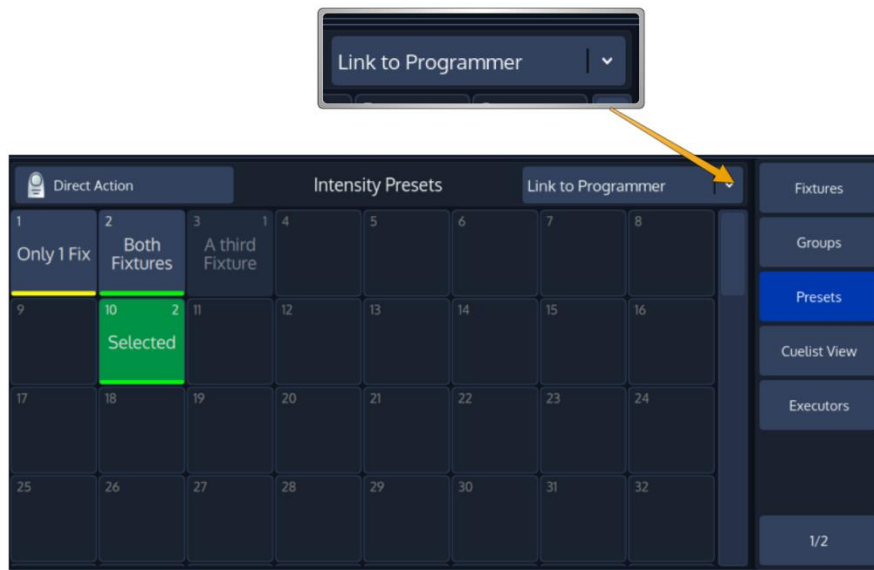 Link to Programmer
Direct Action
Intensity Presets
Link to Programmer
Fixtures
Groups
Presets
Cuelist View
Executors
1/2
1
Only 1 Fix
2
Both
Fixtures
3 1
A third
Fixture
4
5
6
7
8
9
10 2
Selected
11
12
13
14
15
16
17
18
19
20
21
22
23
24
25
26
27
28
29
30
31
32